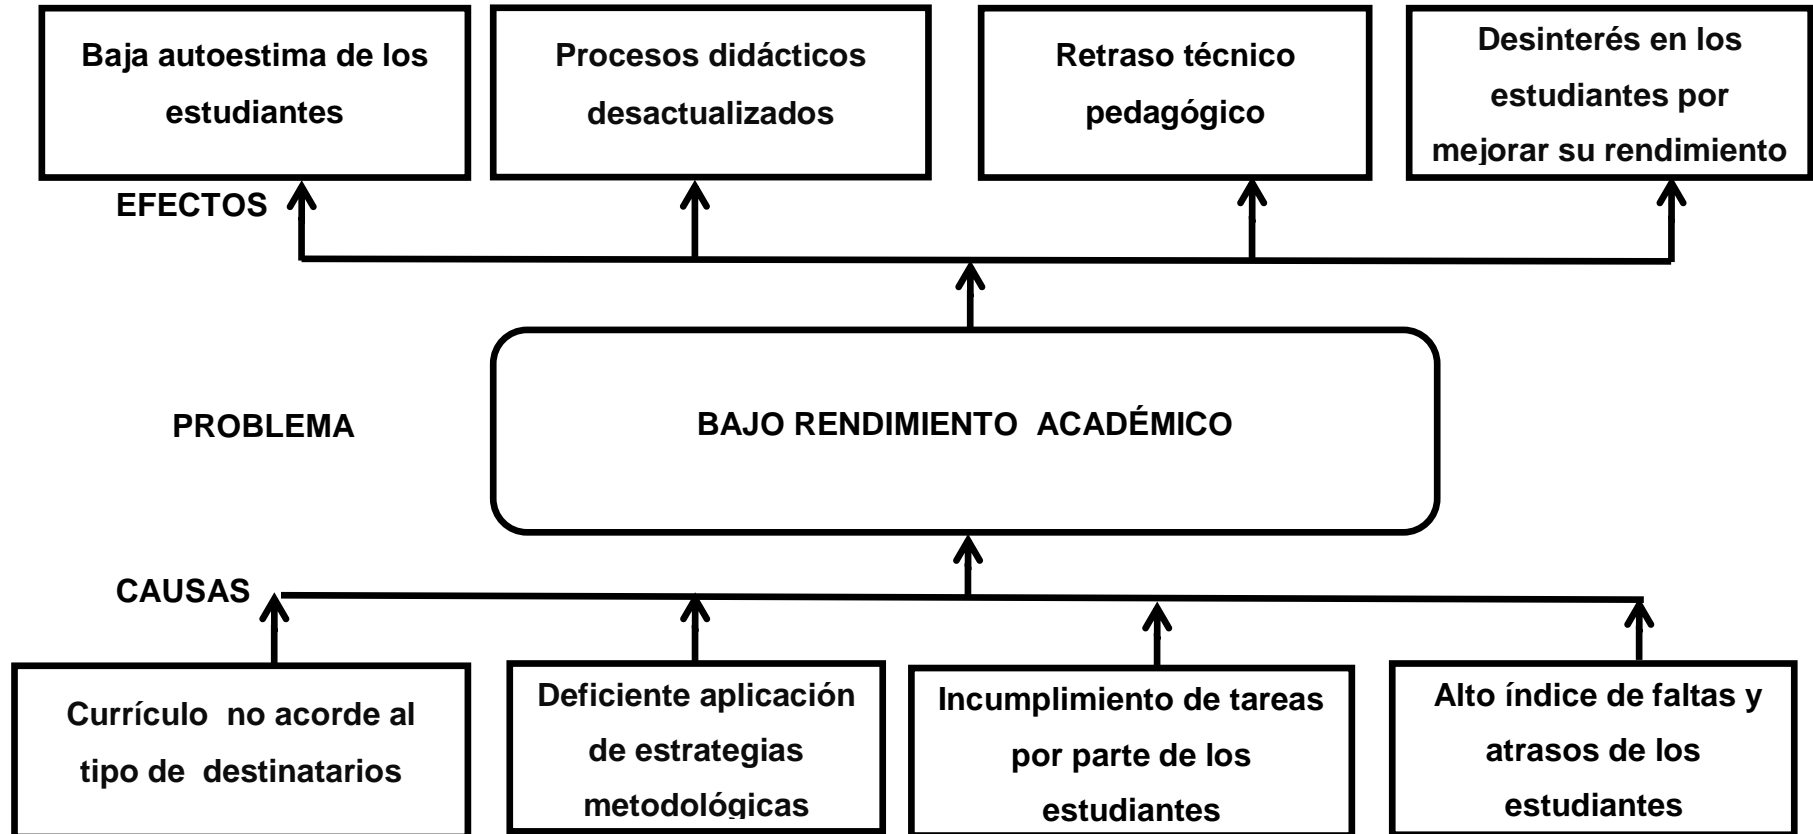 Baja autoestima de los
estudiantes
Procesos didácticos
desactualizados
Retraso técnico
pedagógico
Desinterés en los
estudiantes por
mejorar su rendimiento
EFECTOS
PROBLEMA
BAJO RENDIMIENTO  ACADÉMICO
CAUSAS
Currículo  no acorde al
tipo de  destinatarios
Deficiente aplicación
de estrategias
metodológicas
Incumplimiento de tareas
por parte de los
estudiantes
Alto índice de faltas y
atrasos de los
estudiantes